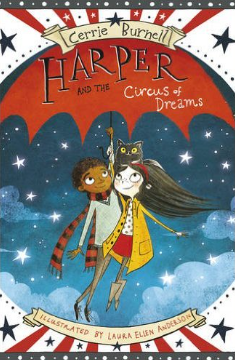 Cerrie Burnell
HARPER
AND THE
Circus of
Dreams
ILLUSTRATED BY LAURA ELLEN ANDERSON